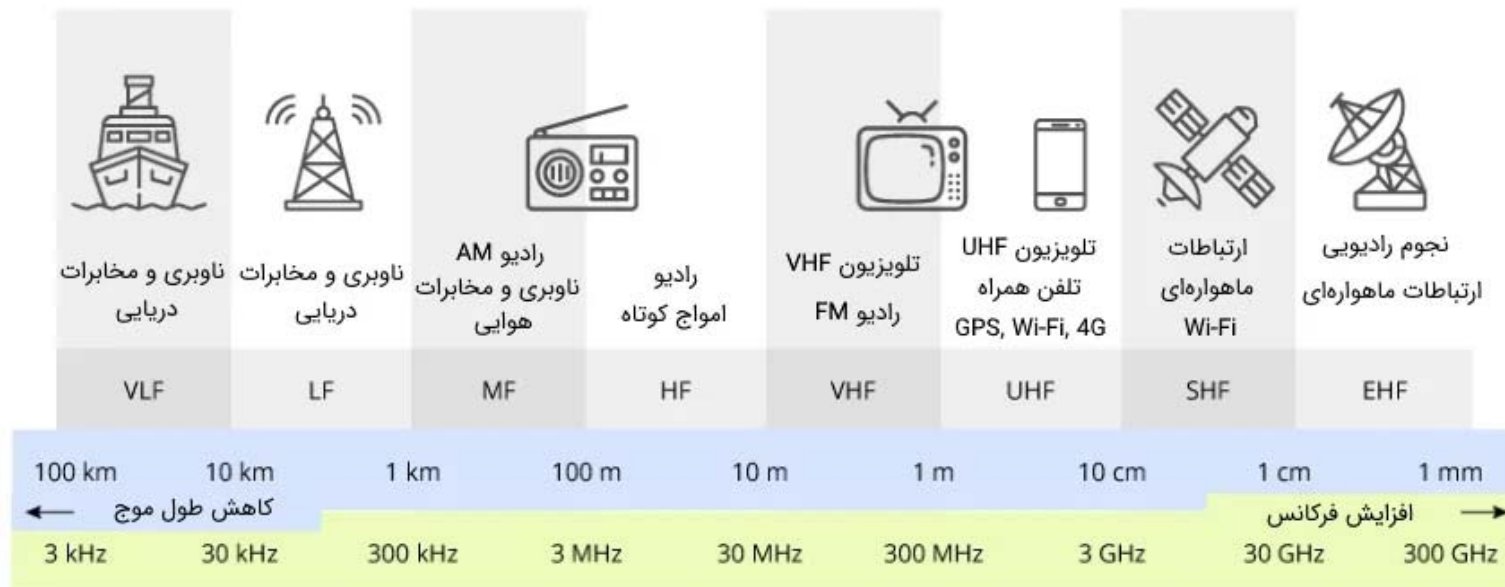 ناوبری و مخابرات
دریایی
ناوبری و مخابرات
دریایی
رادیو AM
ناوبری و مخابرات
هوایی
رادیو
امواج کوتاه
تلویزیون VHF
رادیو FM
تلویزیون UHF
تلفن همراه
GPS, Wi-Fi, 4G
ارتباطات
ماهواره‌ای
Wi-Fi
نجوم رادیویی
ارتباطات ماهواره‌ای
VLF LF MF HF VHF UHF SHF EHF
100 km 10 km 1 km 100 m 10 m 1 m 10 cm 1 cm 1 mm
کاهش طول موج
افزایش فرکانس
3 kHz 30 kHz 300 kHz 3 MHz 30 MHz 300 MHz 3 GHz 30 GHz 300 GHz